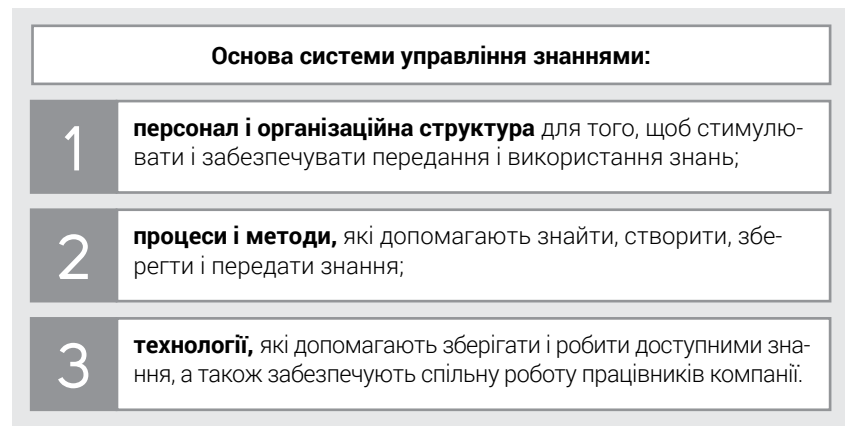 Основа системи управління знаннями:
1
персонал і організаційна структура для того, щоб стимулю-
вати і забезпечувати передання і використання знань;
2
процеси і методи, які допомагають знайти, створити, збе-
регти і передати знання;
3
технології, які допомагають зберігати і робити доступними зна-
ння, а також забезпечують спільну роботу працівників компанії.